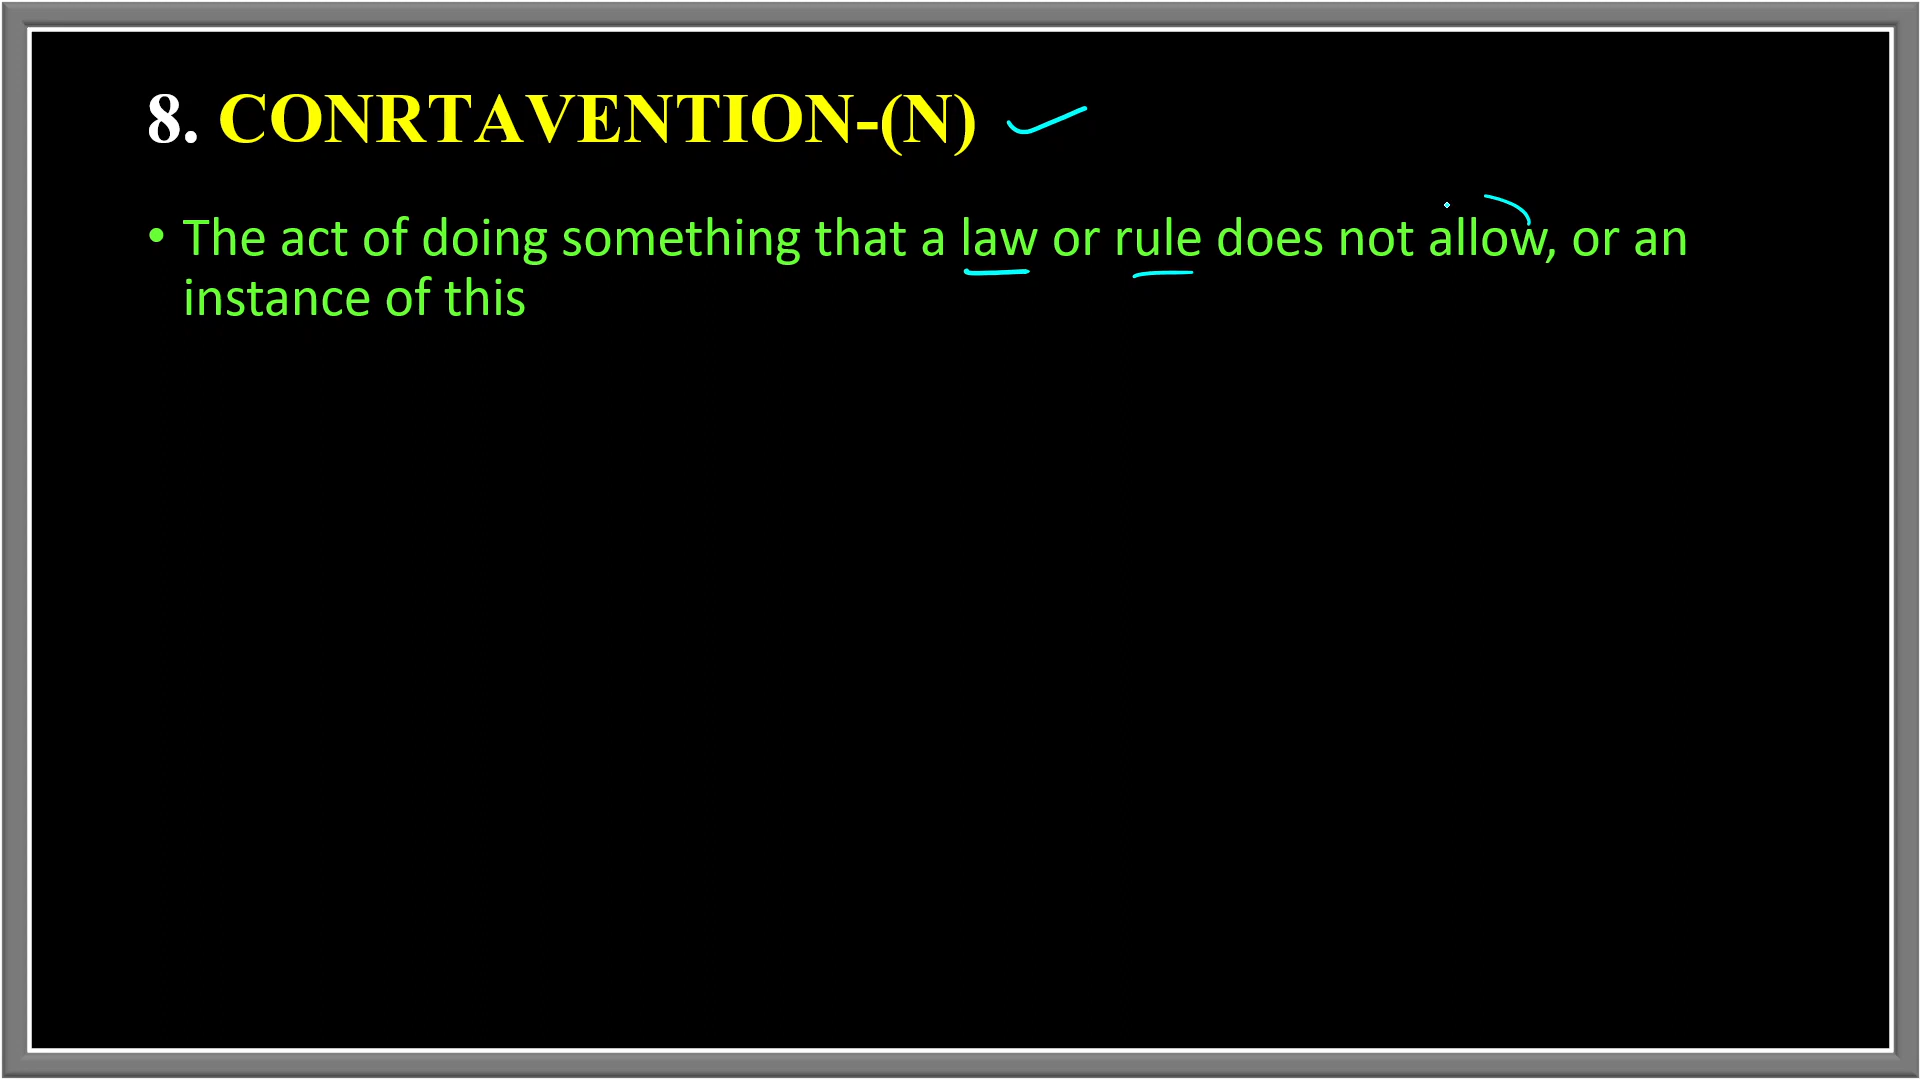 8. CONRTAVENTION-(N)
• The act of doing something that a law or rule does not allow, or an
instance of this